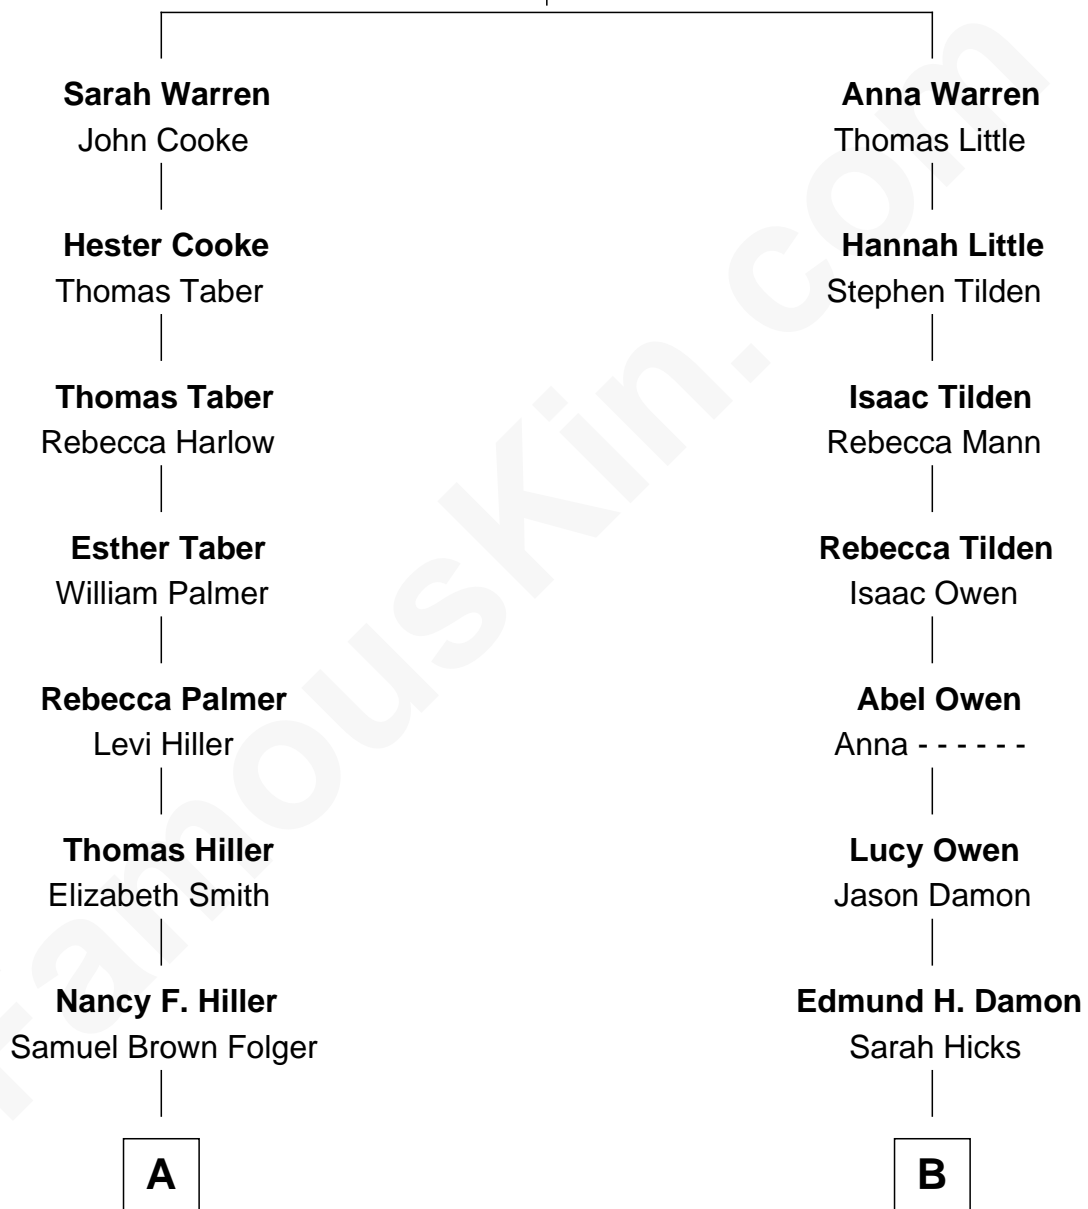 Sarah Warren
John Cooke
Hester Cooke
Thomas Taber
Thomas Taber
Rebecca Harlow
Esther Taber
William Palmer
Rebecca Palmer
Levi Hiller
Thomas Hiller
Elizabeth Smith
Nancy F. Hiller
Samuel Brown Folger
A
Anna Warren
Thomas Little
Hannah Little
Stephen Tilden
Isaac Tilden
Rebecca Mann
Rebecca Tilden
Isaac Owen
Abel Owen
Anna - - - - - -
Lucy Owen
Jason Damon
Edmund H. Damon
Sarah Hicks
B
FamousKin.com